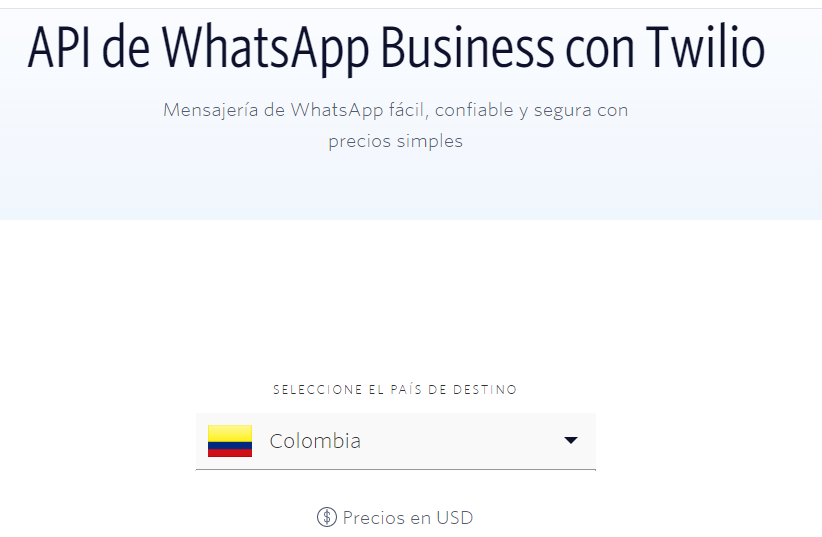 API de WhatsApp Business con Twilio
Mensajería de WhatsApp fácil, confiable y segura con
precios simples
SELECCIONE EL PAÍS DE DESTINO
Colombia
$ Precios en USD